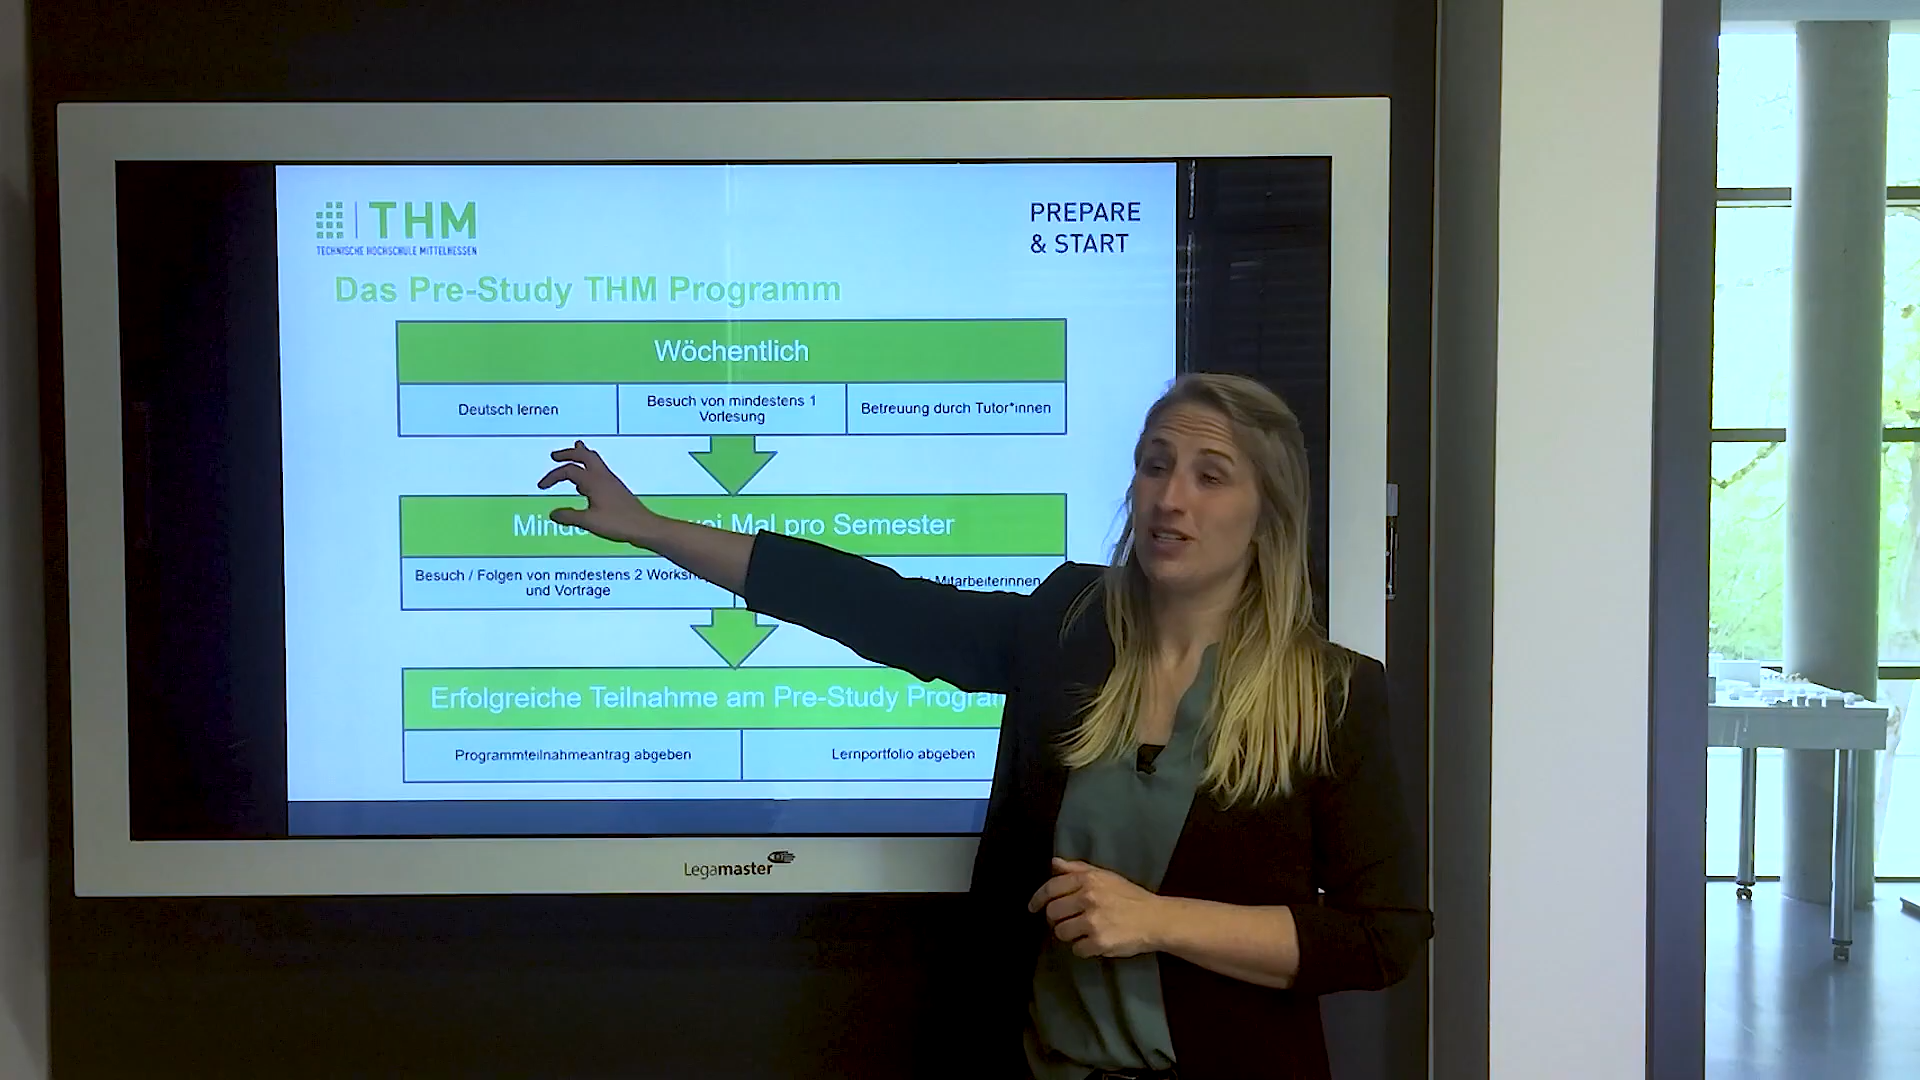 THM
TECHNISCHE HOCHSCHULE MITTELHESSEN
PREPARE
& START
Das Pre-Study THM Programm
Wöchentlich
Deutsch lernen
Besuch von mindestens 1
Vorlesung
Betreuung durch Tutor*innen
Mal pro Semester
Besuch / Folgen von mindestens 2
und Vorträge
Mitarbeiterinnen
Erfolgreiche Teilnahme am Pre-Study
Programmteilnahmeantrag abgeben
Lernportfolio abgeben
Legamaster